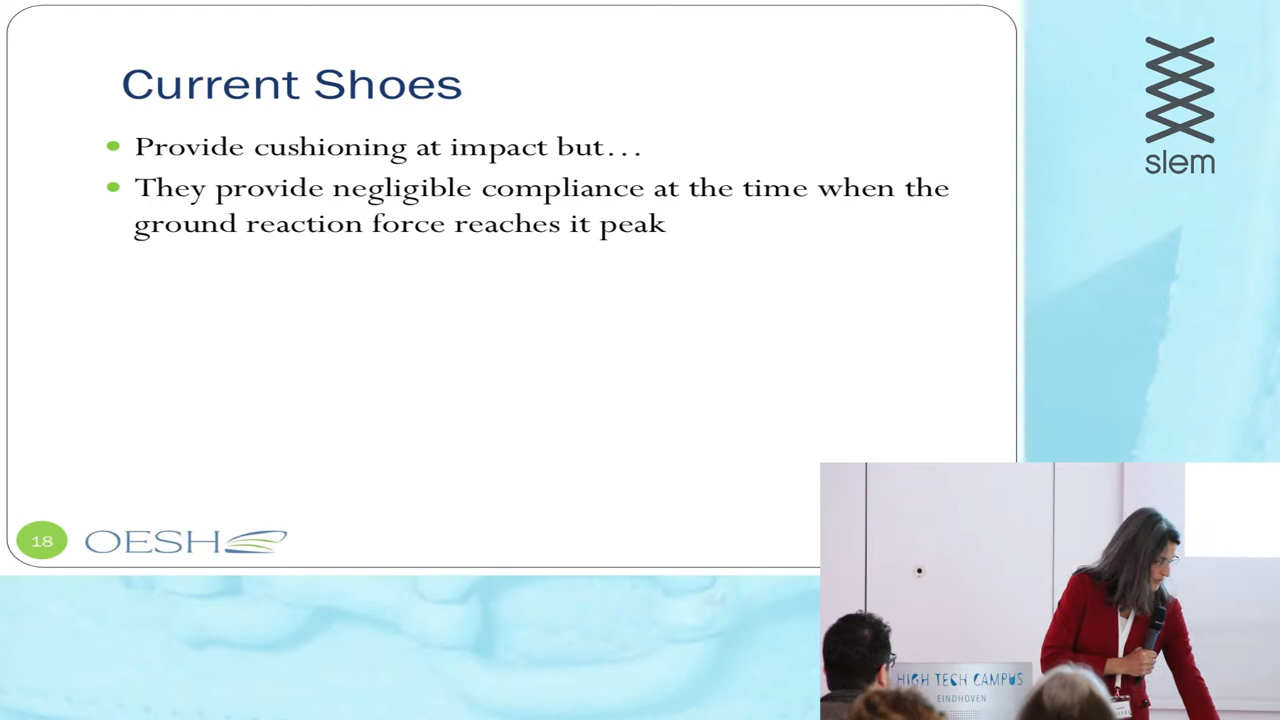 Current Shoes
Provide cushioning at impact but…
They provide negligible compliance at the time when the
ground reaction force reaches it peak
18
OESH
slem
HIGH TECH CAMPUS
EINDHOVEN